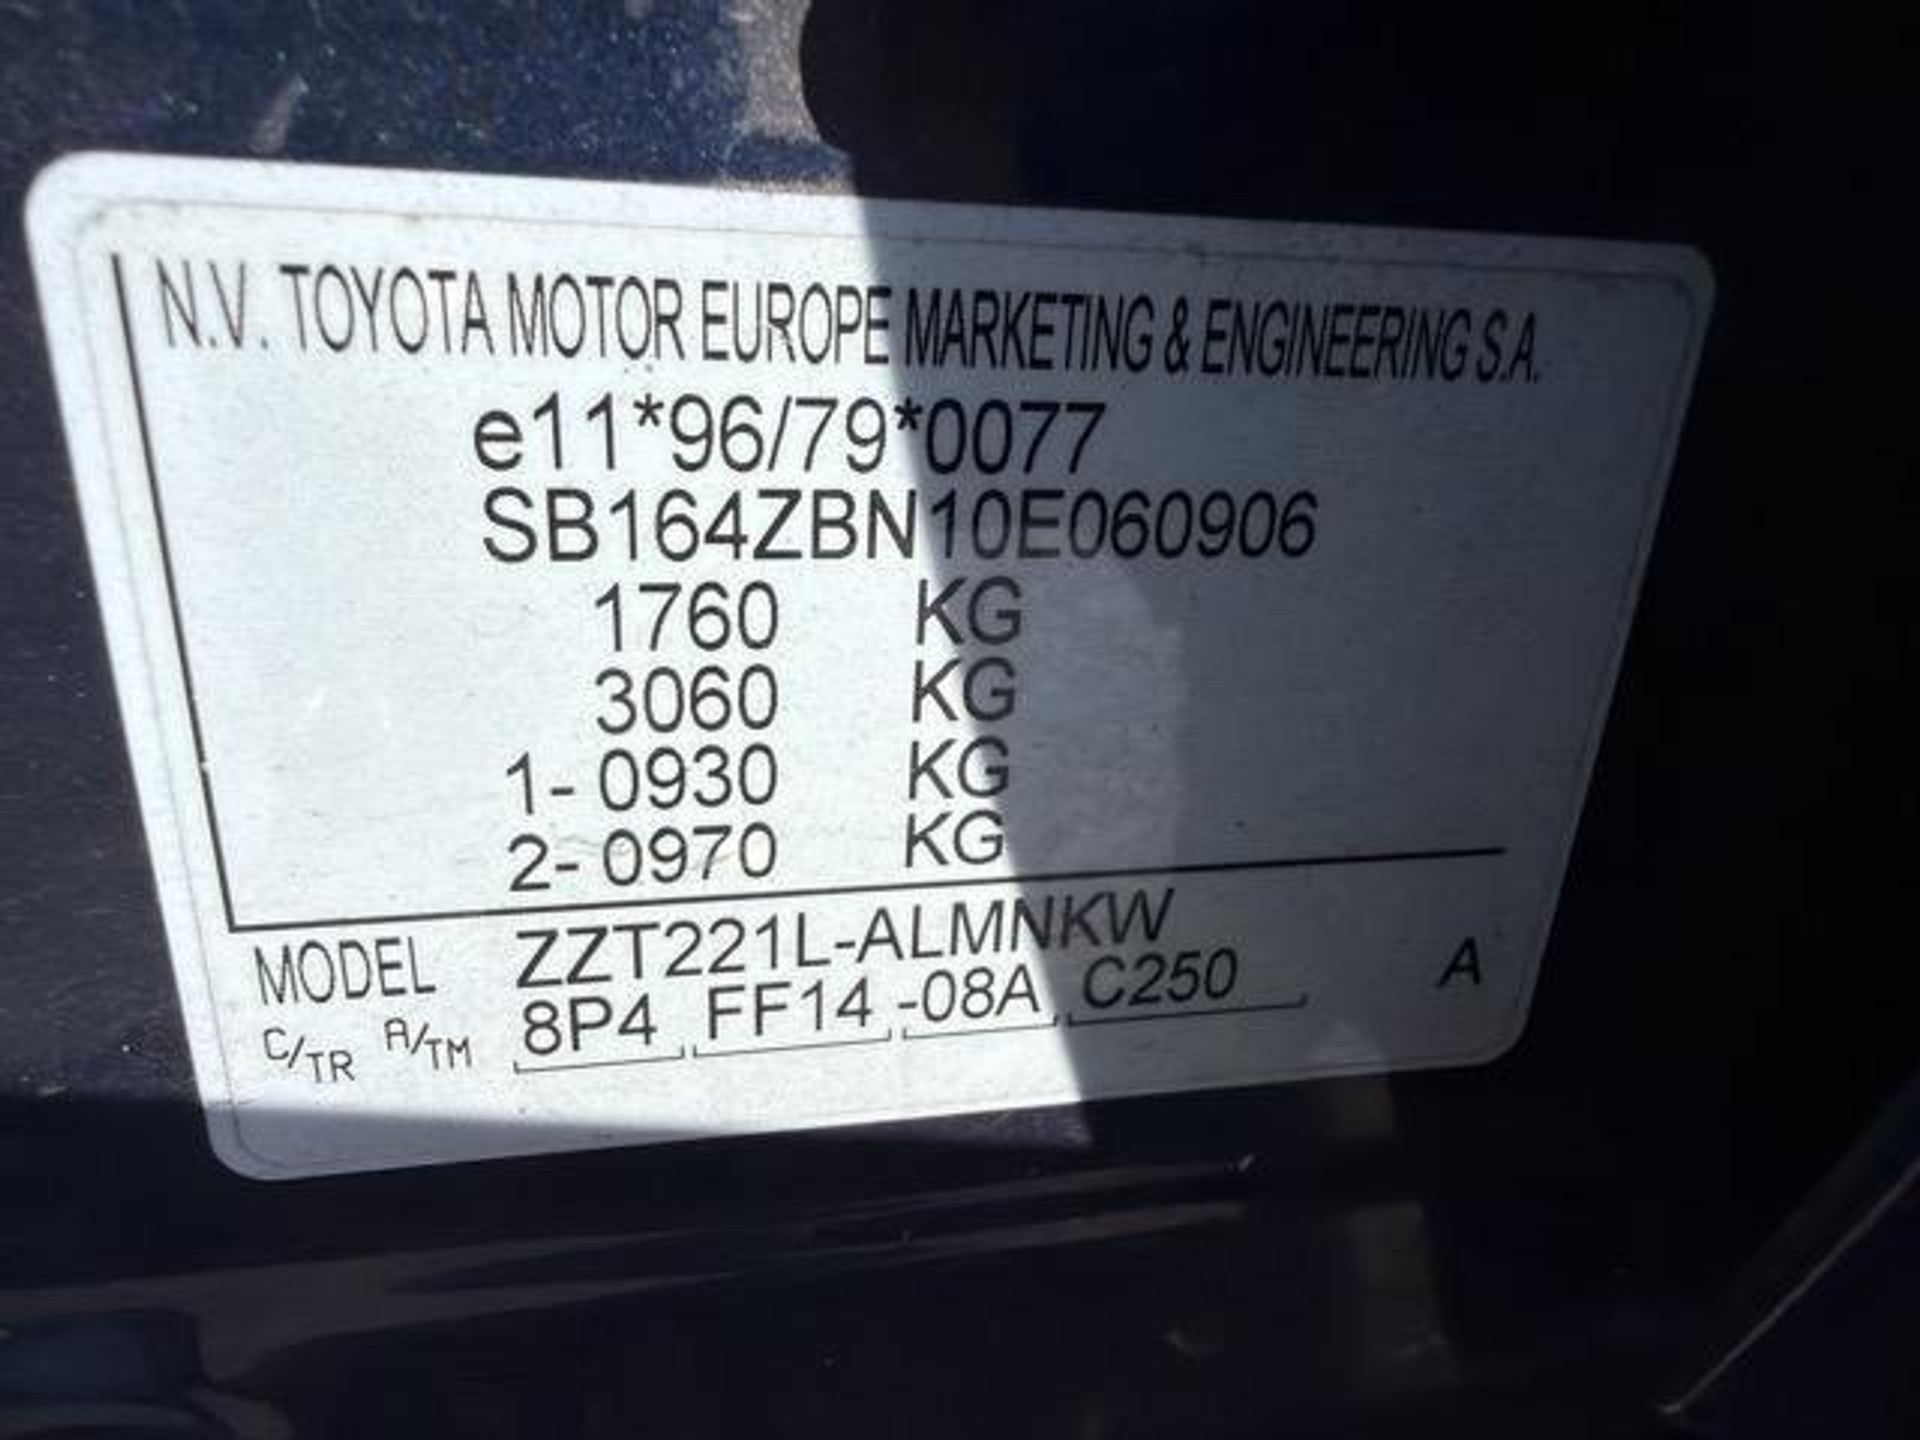 N.V. TOYOTA MOTOR EUROPE MARKETING & ENGINEERING S.A.
e11*96/79*0077
SB164ZBN10E060906
1760 KG
3060 KG
1- 0930 KG
2- 0970 KG
MODEL ZZT221L-ALMNKW
C/TR A/TM 8P4 FF14 -08A C250 A